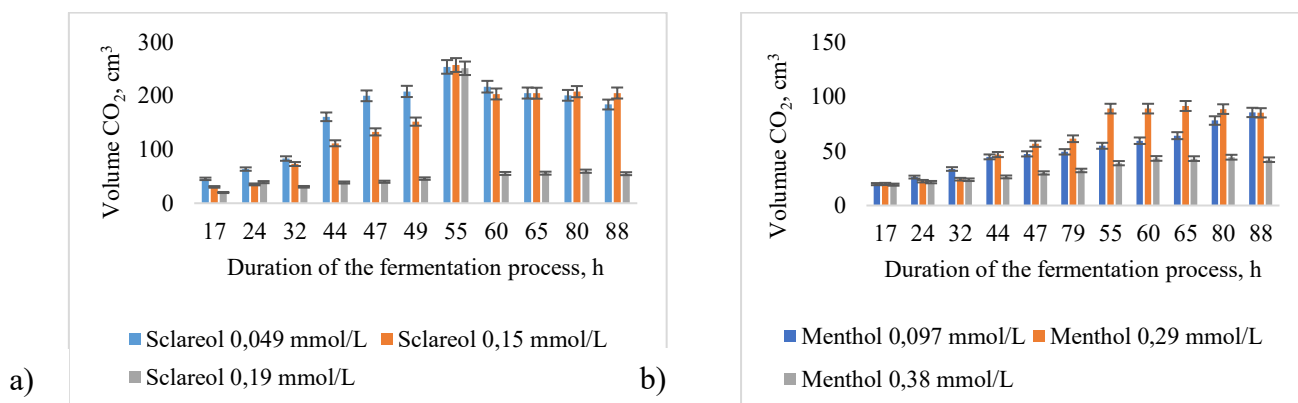 300
200
100
0
Volume CO2, cm3
17 24 32 44 47 49 55 60 65 80 88
Duration of the fermentation process, h
Sclareol 0,049 mmol/L Sclareol 0,15 mmol/L
Sclareol 0,19 mmol/L
a)
150
100
50
0
Volumue CO2, cm3
17 24 32 44 47 79 55 60 65 80 88
Duration of the fermentation process, h
Menthol 0,097 mmol/L Menthol 0,29 mmol/L
Menthol 0,38 mmol/L
b)